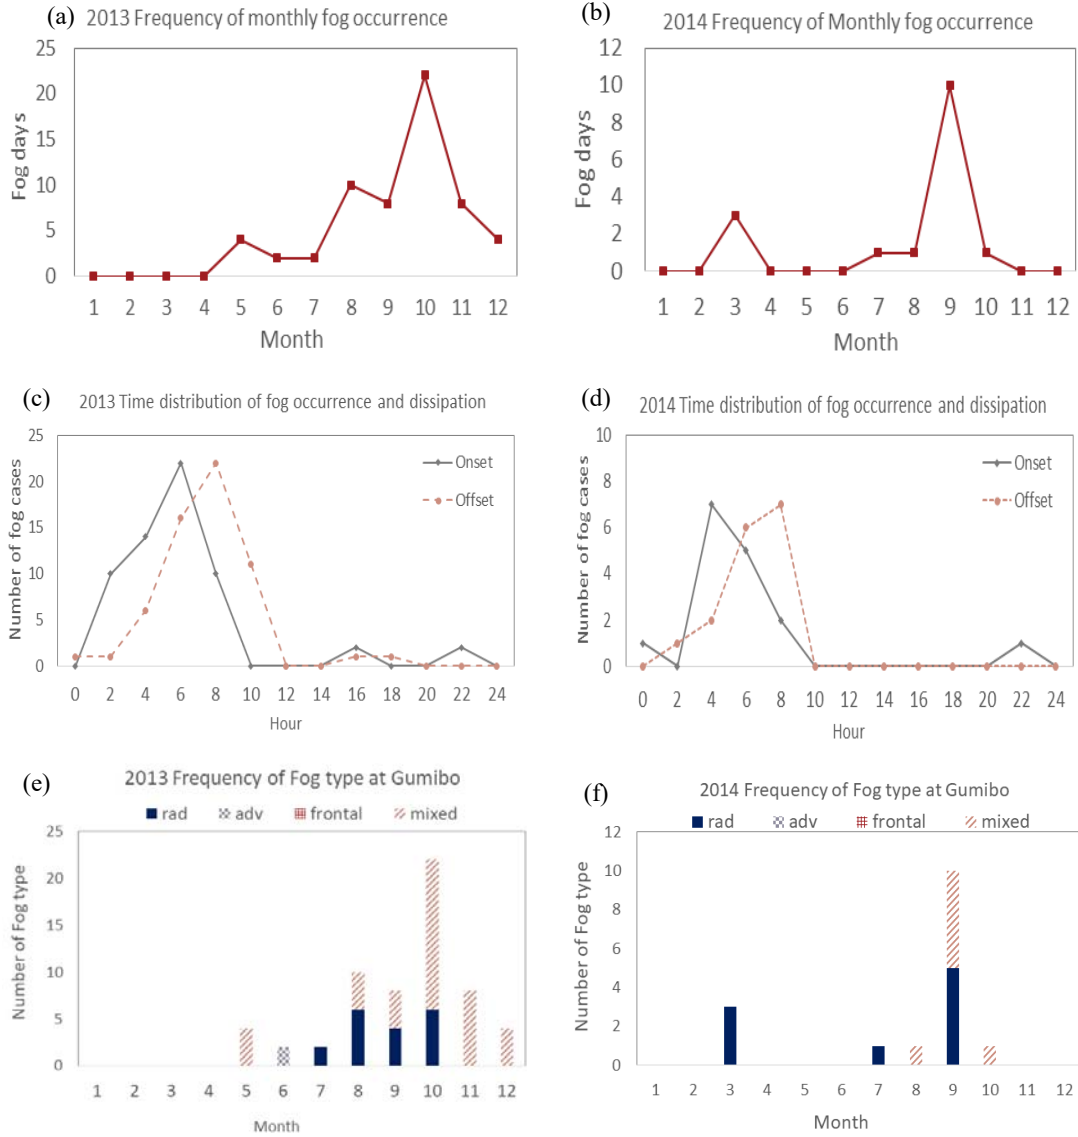 (a) 2013 Frequency of monthly fog occurrence
25
20
15
10
5
0
Fog days
1 2 3 4 5 6 7 8 9 10 11 12
Month
(b)
2014 Frequency of Monthly fog occurrence
12
10
8
6
4
2
0
Fog days
1 2 3 4 5 6 7 8 9 10 11 12
Month
(c)
2013 Time distribution of fog occurrence and dissipation
25
20
15
10
5
0
Number of fog cases
Onset
Offset
0 2 4 6 8 10 12 14 16 18 20 22 24
Hour
(d)
2014 Time distribution of fog occurrence and dissipation
10
8
6
4
2
0
Number of fog cases
Onset
Offset
0 2 4 6 8 10 12 14 16 18 20 22 24
Hour
(e)
2013 Frequency of Fog type at Gumibo
rad adv frontal mixed
25
20
15
10
5
0
Number of Fog type
1 2 3 4 5 6 7 8 9 10 11 12
Month
(f)
2014 Frequency of Fog type at Gumibo
rad adv frontal mixed
12
10
8
6
4
2
0
Number of Fog type
1 2 3 4 5 6 7 8 9 10 11 12
Month